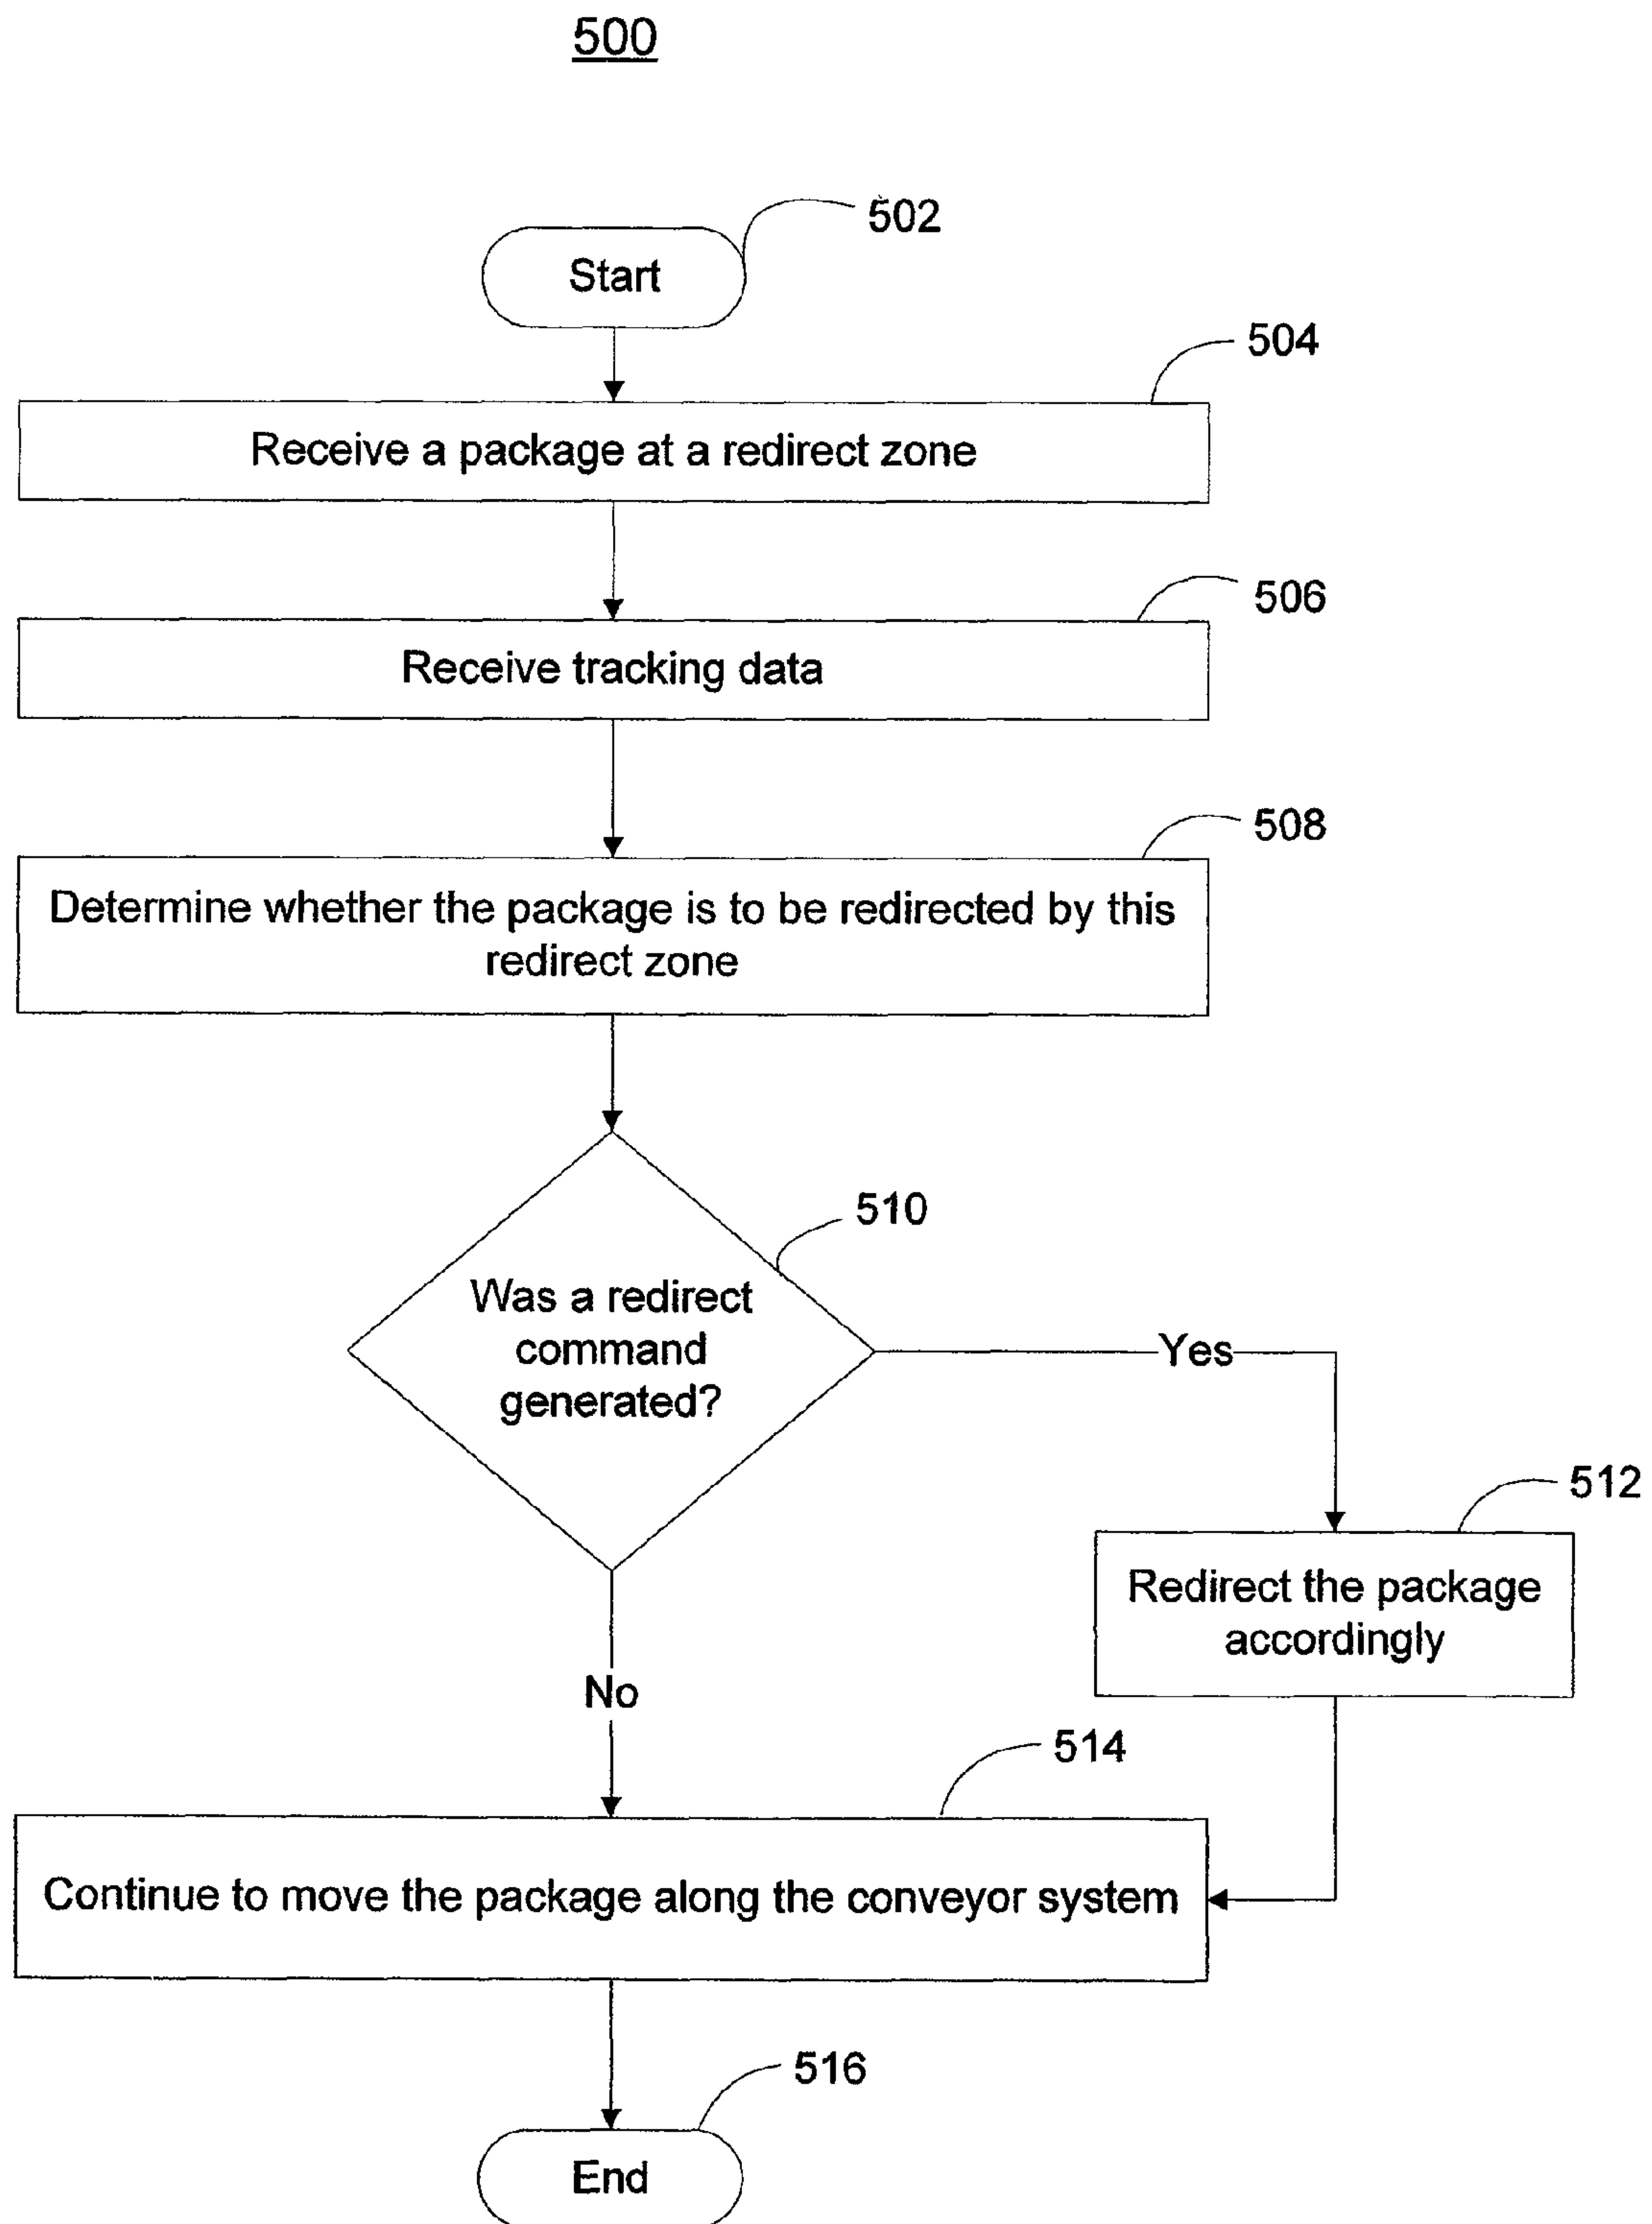 500
502
Start
504
Receive a package at a redirect zone
506
Receive tracking data
508
Determine whether the package is to be redirected by this
redirect zone
510
Was a redirect
command
generated?
Yes
512
Redirect the package
accordingly
No
514
Continue to move the package along the conveyor system
516
End